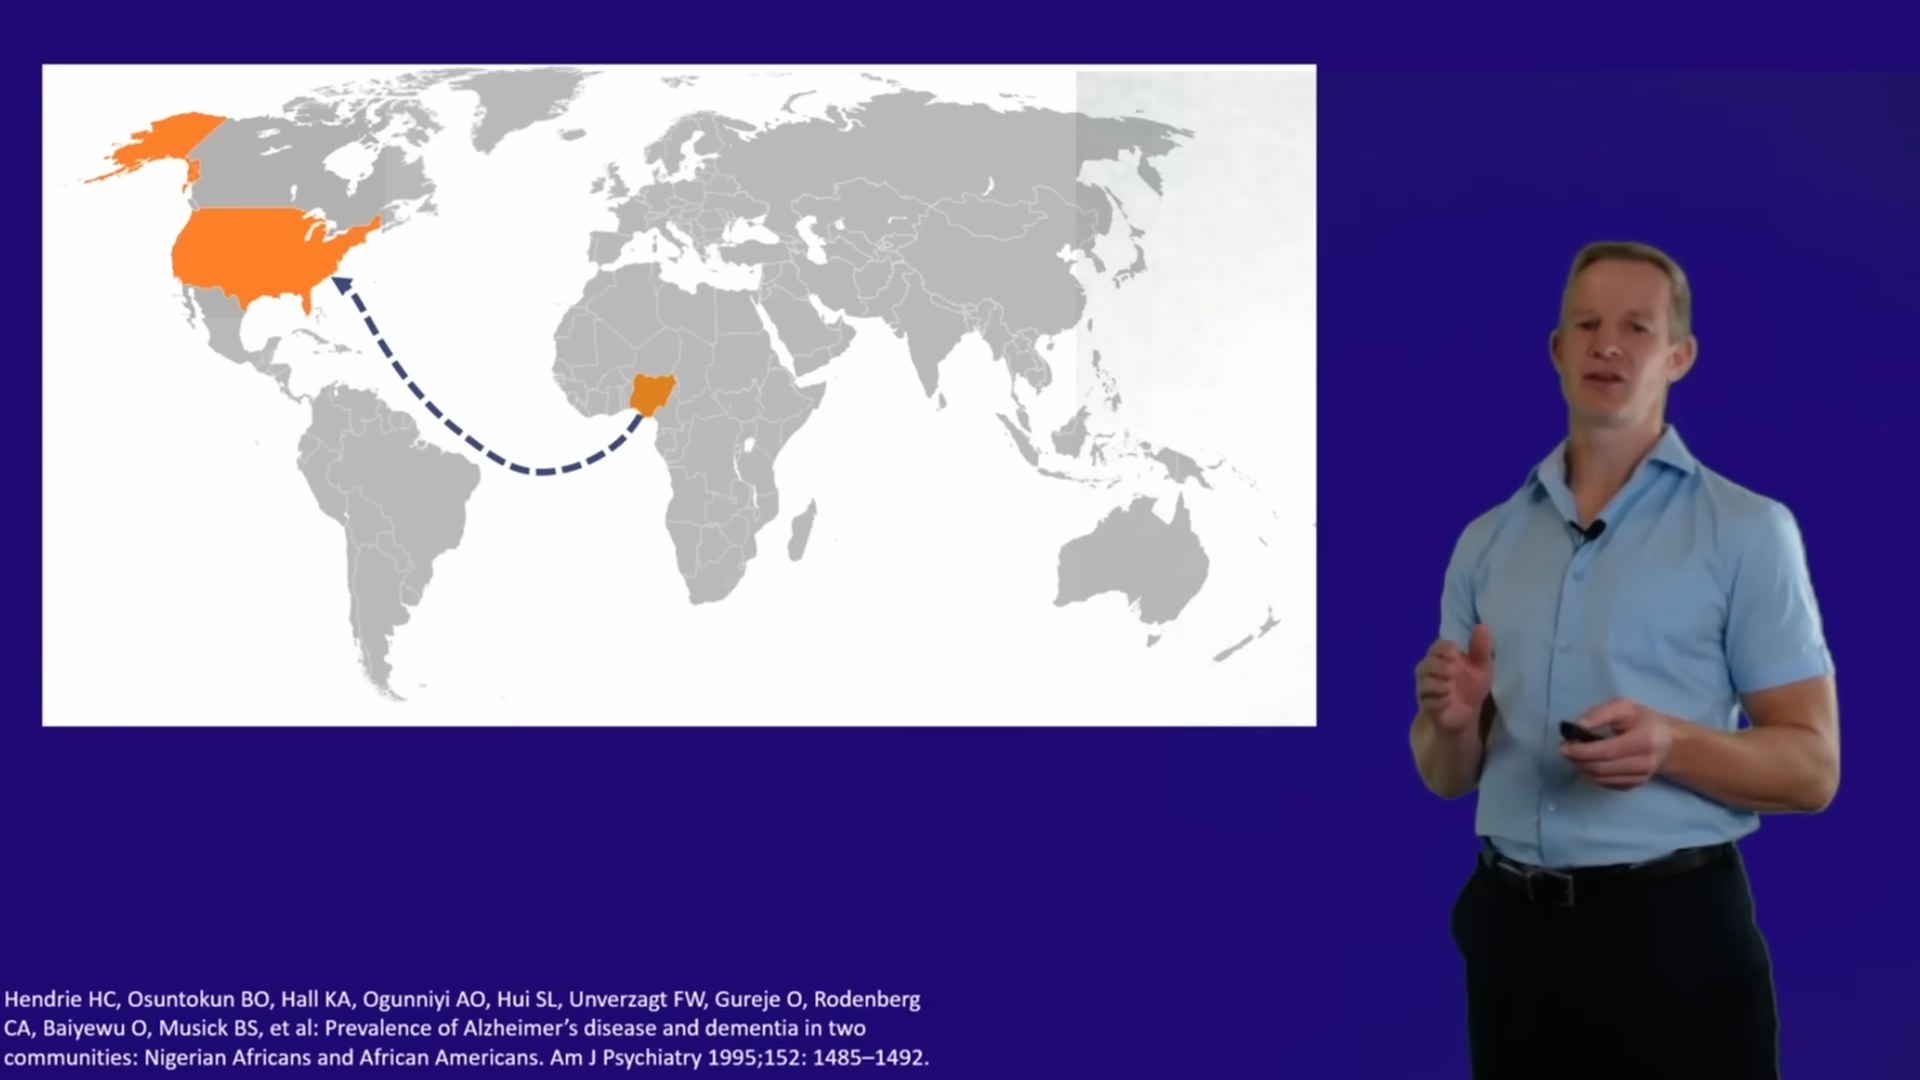 Hendrie HC, Osuntokun BO, Hall KA, Ogunniyi AO, Hui SL, Unverzagt FW, Gureje O, Rodenberg
CA, Baiyewu O, Musick BS, et al: Prevalence of Alzheimer’s disease and dementia in two
communities: Nigerian Africans and African Americans. Am J Psychiatry 1995;152: 1485–1492.